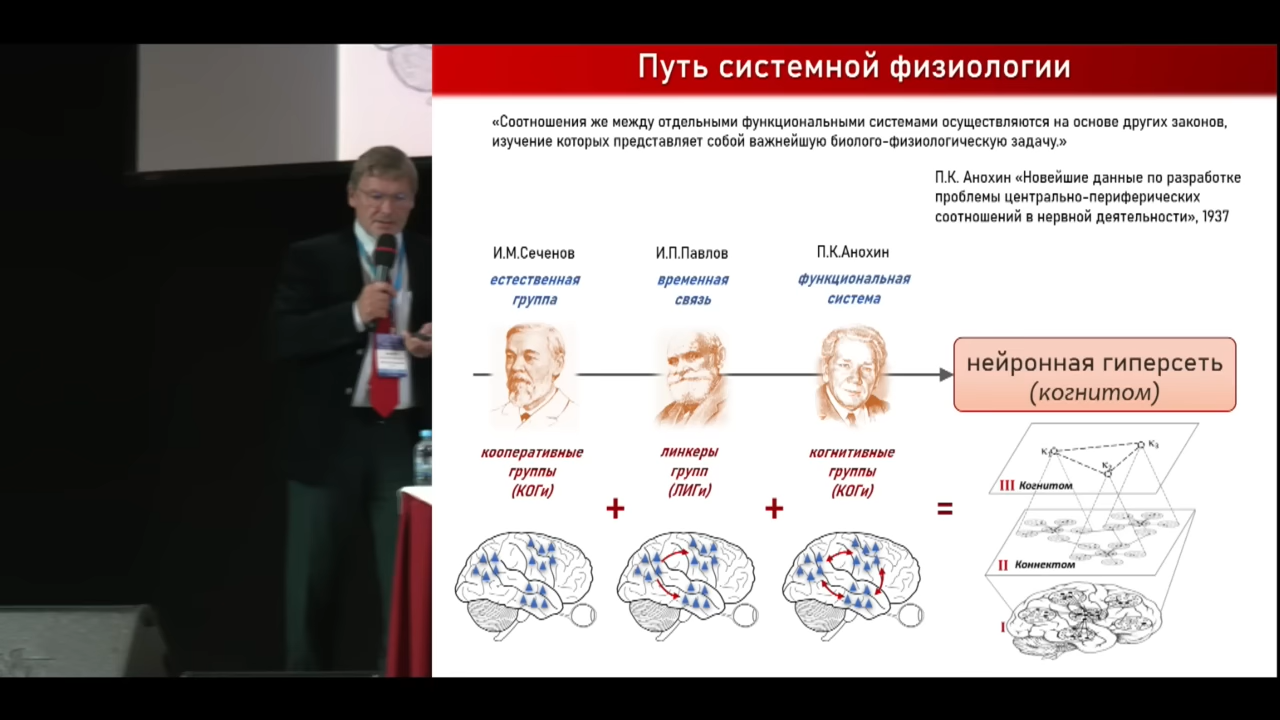 Путь системной физиологии
«Соотношения же между отдельными функциональными системами осуществляются на основе других законов,
изучение которых представляет собой важнейшую биолого-физиологическую задачу.»
П.К. Анохин «Новейшие данные по разработке
проблемы центрально-периферических
соотношений в нервной деятельности», 1937
И.М.Сеченов
естественная
группа
И.П.Павлов
временная
связь
П.К.Анохин
функциональная
система
нейронная гиперсеть
(когнитом)
кооперативные
группы
(КОГи)
+
линкеры
групп
(ЛИГи)
+
когнитивные
группы
(КОГи)
=
К₁
К₂
К₃
III Когнитом
II Коннектом
I